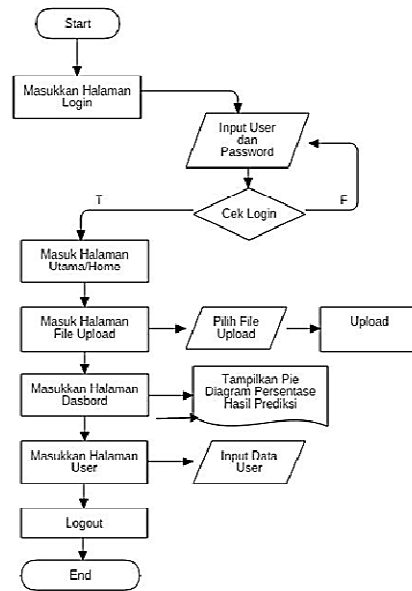 Start
Masukkan Halaman
Login
Input User
dan
Password
T
F
Cek Login
Masuk Halaman
Utama/Home
Masuk Halaman
File Upload
Pilih File
Upload
Upload
Masukkan Halaman
Dasbord
Tampilkan Pie
Diagram Persentase
Hasil Prediksi
Masukkan Halaman
User
Input Data
User
Logout
End